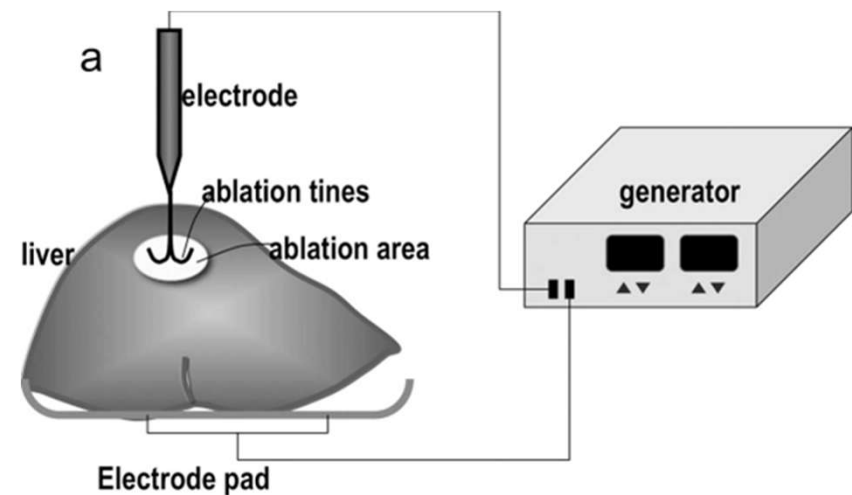 a
electrode
ablation tines
generator
liver
ablation area
Electrode pad